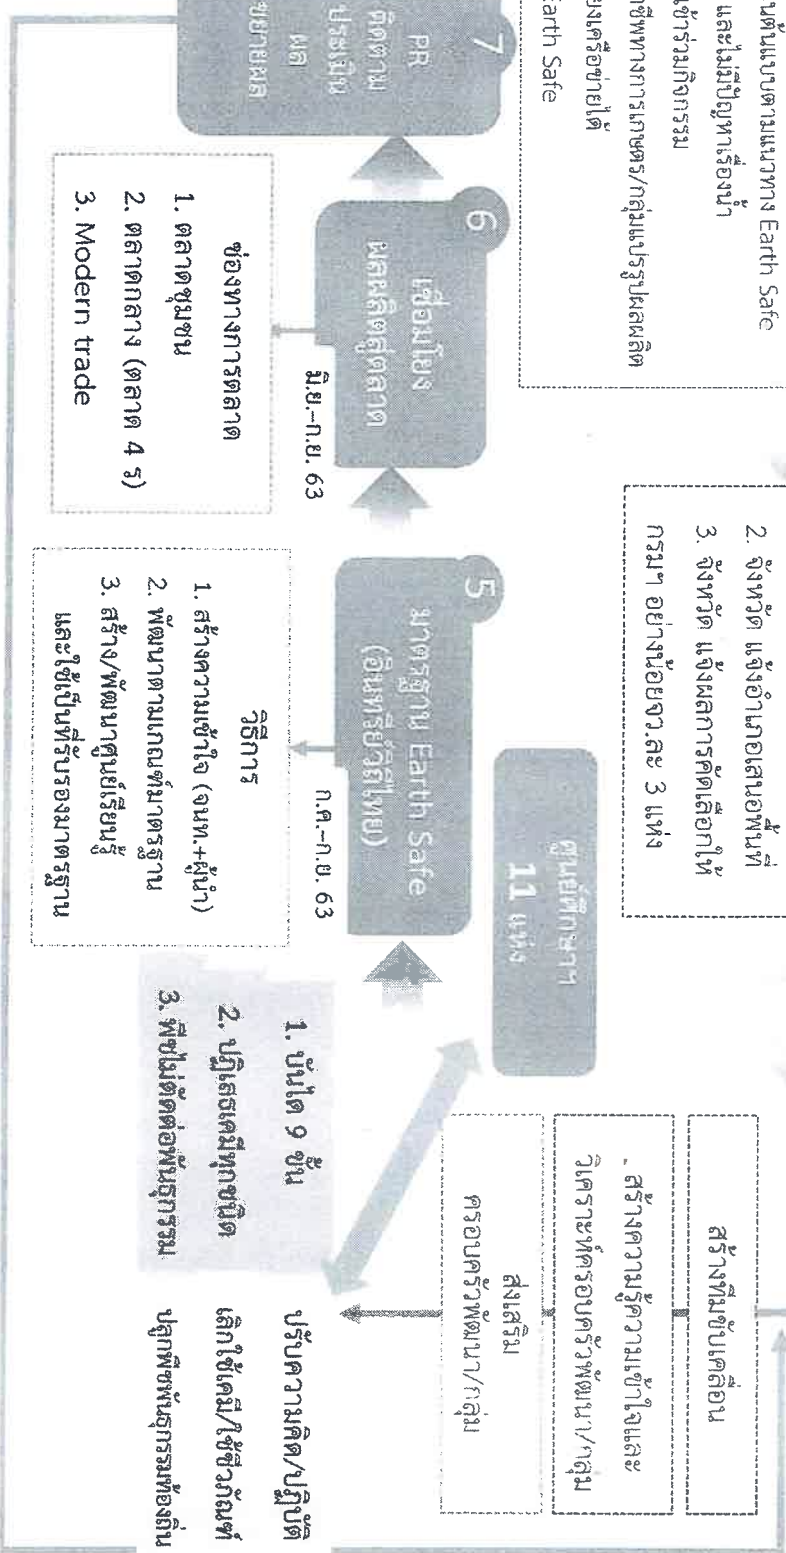 นต้นแบบตามแนวทาง Earth Safe
และไม่มีปัญหาเรื่องน้ำ
เข้าร่วมกิจกรรม
าชีพทางการเกษตร/กลุ่มแปรรูปผลผลิต
ยงเครือข่ายได้
Earth Safe
2. จังหวัด แจ้งอำเภอเสนอพื้นที่
3. จังหวัด แจ้งผลการคัดเลือกให้
กรมฯ อย่างน้อยจว.ละ 3 แห่ง
สร้างทีมขับเคลื่อน
สร้างความรู้ความเข้าใจและ
วิเคราะห์ครอบครัวพัฒนา/กลุ่ม
ส่งเสริม
ครอบครัวพัฒนา/กลุ่ม
ศูนย์ศึกษาฯ
11 แห่ง
ปรับความคิด/ปฏิบัติ
เลิกใช้เคมี/ใช้ชีวภัณฑ์
ปลูกพืชพันธุกรรมท้องถิ่น
1. บันได 9 ขั้น
2. ปฏิเสธเคมีทุกชนิด
3. พืชไม่ตัดต่อพันธุกรรม
5
มาตรฐาน Earth Safe
(อินทรีย์วิถีไทย)
ก.ค.-ก.ย. 63
วิธีการ
1. สร้างความเข้าใจ (จนท.+ผู้นำ)
2. พัฒนาตามเกณฑ์มาตรฐาน
3. สร้าง/พัฒนาศูนย์เรียนรู้
และใช้เป็นที่รับรองมาตรฐาน
6
เชื่อมโยง
ผลผลิตสู่ตลาด
มิ.ย.-ก.ย. 63
ช่องทางการตลาด
1. ตลาดชุมชน
2. ตลาดกลาง (ตลาด 4 ร)
3. Modern trade
7
PR
ติดตาม
ประเมิน
ผล
ขยายผล